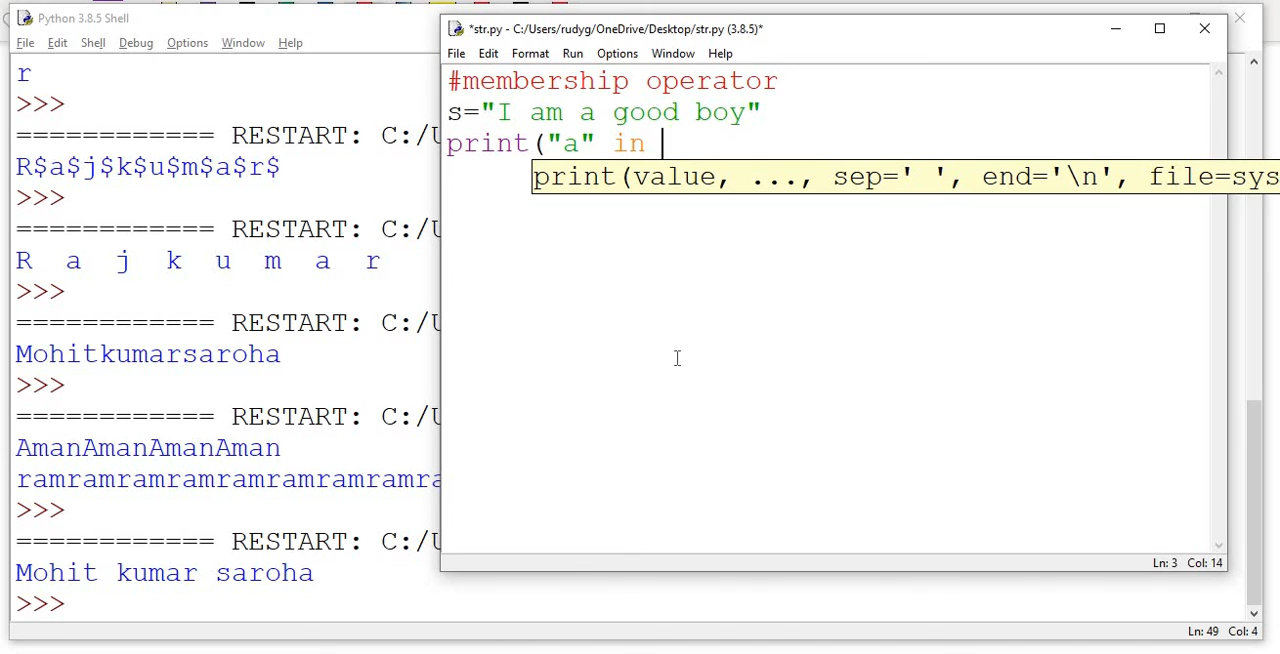 Python 3.8.5 Shell
File Edit Shell Debug Options Window Help
r
>>>
============ RESTART: C:/U
R$a$j$k$u$m$a$r$
>>>
============ RESTART: C:/U
R a j k u m a r
>>>
============ RESTART: C:/U
Mohitkumarsaroha
>>>
============ RESTART: C:/U
AmanAmanAmanAman
ramramramramramramramra
>>>
============ RESTART: C:/U
Mohit kumar saroha
>>>
Ln: 49 Col: 4
*str.py - C:/Users/rudyg/OneDrive/Desktop/str.py (3.8.5)*
File Edit Format Run Options Window Help
#membership operator
s="I am a good boy"
print("a" in
print(value, ..., sep=' ', end='\n', file=sys
Ln: 3 Col: 14